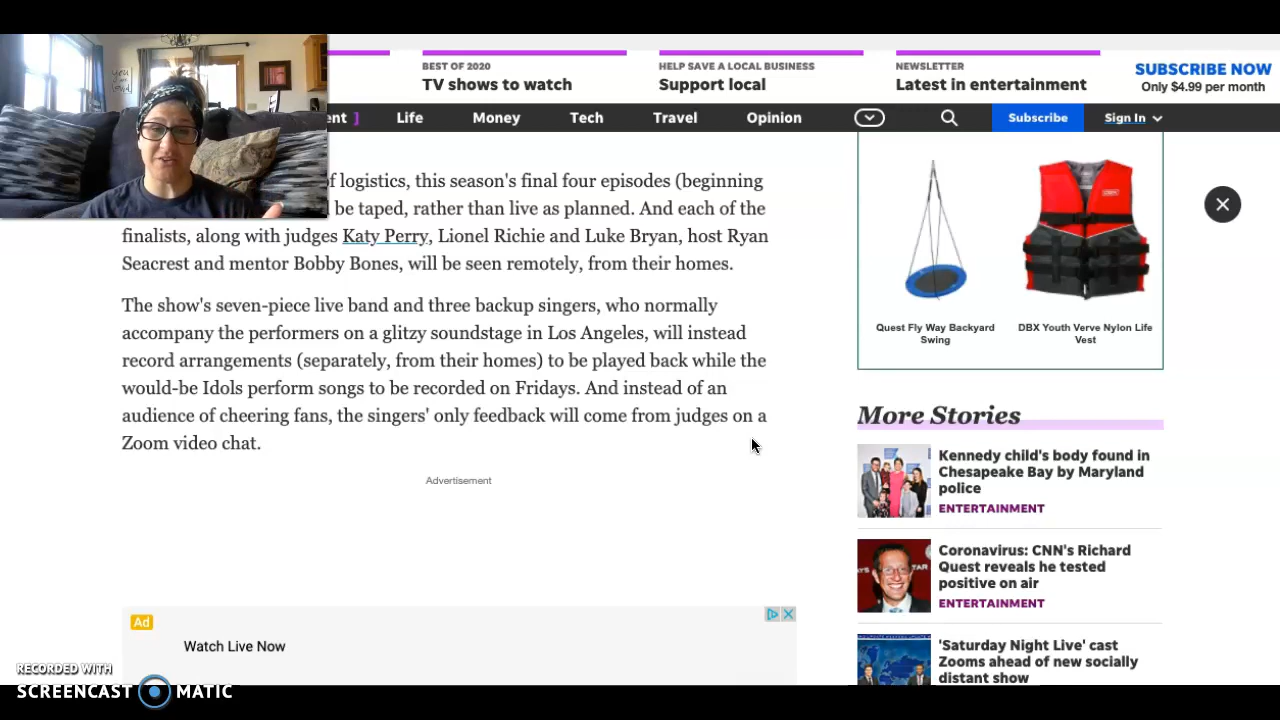 BEST OF 2020
TV shows to watch
HELP SAVE A LOCAL BUSINESS
Support local
NEWSLETTER
Latest in entertainment
SUBSCRIBE NOW
Only $4.99 per month
ent ]
Life
Money
Tech
Travel
Opinion
Subscribe
Sign In
f logistics, this season's final four episodes (beginning
be taped, rather than live as planned. And each of the
finalists, along with judges Katy Perry, Lionel Richie and Luke Bryan, host Ryan
Seacrest and mentor Bobby Bones, will be seen remotely, from their homes.
The show's seven-piece live band and three backup singers, who normally
accompany the performers on a glitzy soundstage in Los Angeles, will instead
record arrangements (separately, from their homes) to be played back while the
would-be Idols perform songs to be recorded on Fridays. And instead of an
audience of cheering fans, the singers' only feedback will come from judges on a
Zoom video chat.
Advertisement
Ad
Watch Live Now
Quest Fly Way Backyard
Swing
DBX Youth Verve Nylon Life
Vest
More Stories
Kennedy child's body found in
Chesapeake Bay by Maryland
police
ENTERTAINMENT
Coronavirus: CNN's Richard
Quest reveals he tested
positive on air
ENTERTAINMENT
'Saturday Night Live' cast
Zooms ahead of new socially
distant show
RECORDED WITH
SCREENCAST MATIC